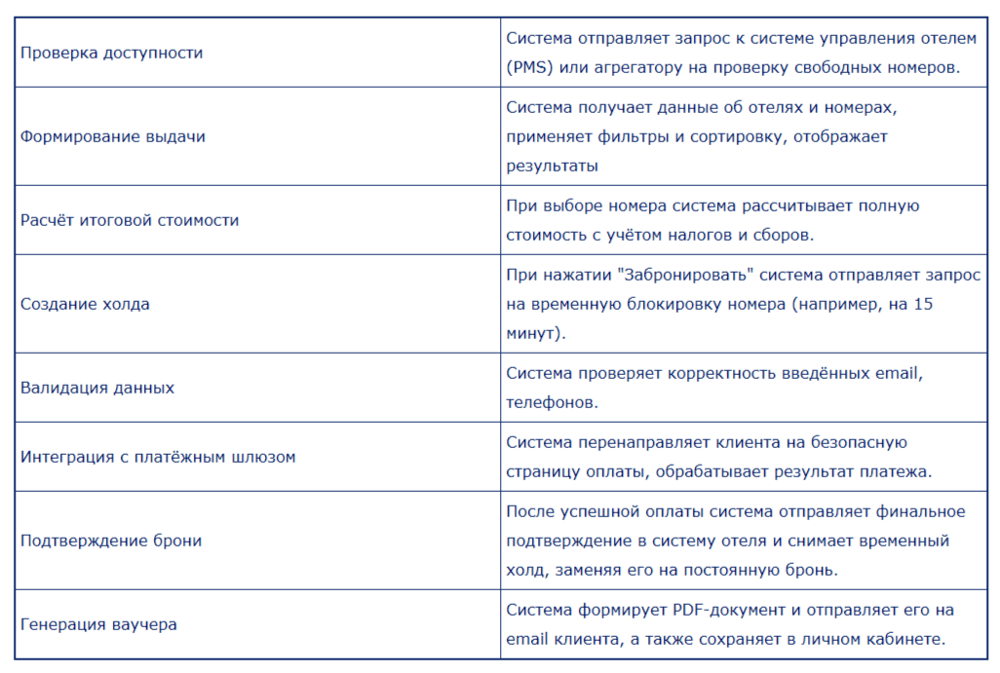 Проверка доступности
Система отправляет запрос к системе управления отелем
(PMS) или агрегатору на проверку свободных номеров.
Формирование выдачи
Система получает данные об отелях и номерах,
применяет фильтры и сортировку, отображает
результаты
Расчёт итоговой стоимости
При выборе номера система рассчитывает полную
стоимость с учётом налогов и сборов.
Создание холда
При нажатии "Забронировать" система отправляет запрос
на временную блокировку номера (например, на 15
минут).
Валидация данных
Система проверяет корректность введённых email,
телефонов.
Интеграция с платёжным шлюзом
Система перенаправляет клиента на безопасную
страницу оплаты, обрабатывает результат платежа.
Подтверждение брони
После успешной оплаты система отправляет финальное
подтверждение в систему отеля и снимает временный
холд, заменяя его на постоянную бронь.
Генерация ваучера
Система формирует PDF-документ и отправляет его на
email клиента, а также сохраняет в личном кабинете.